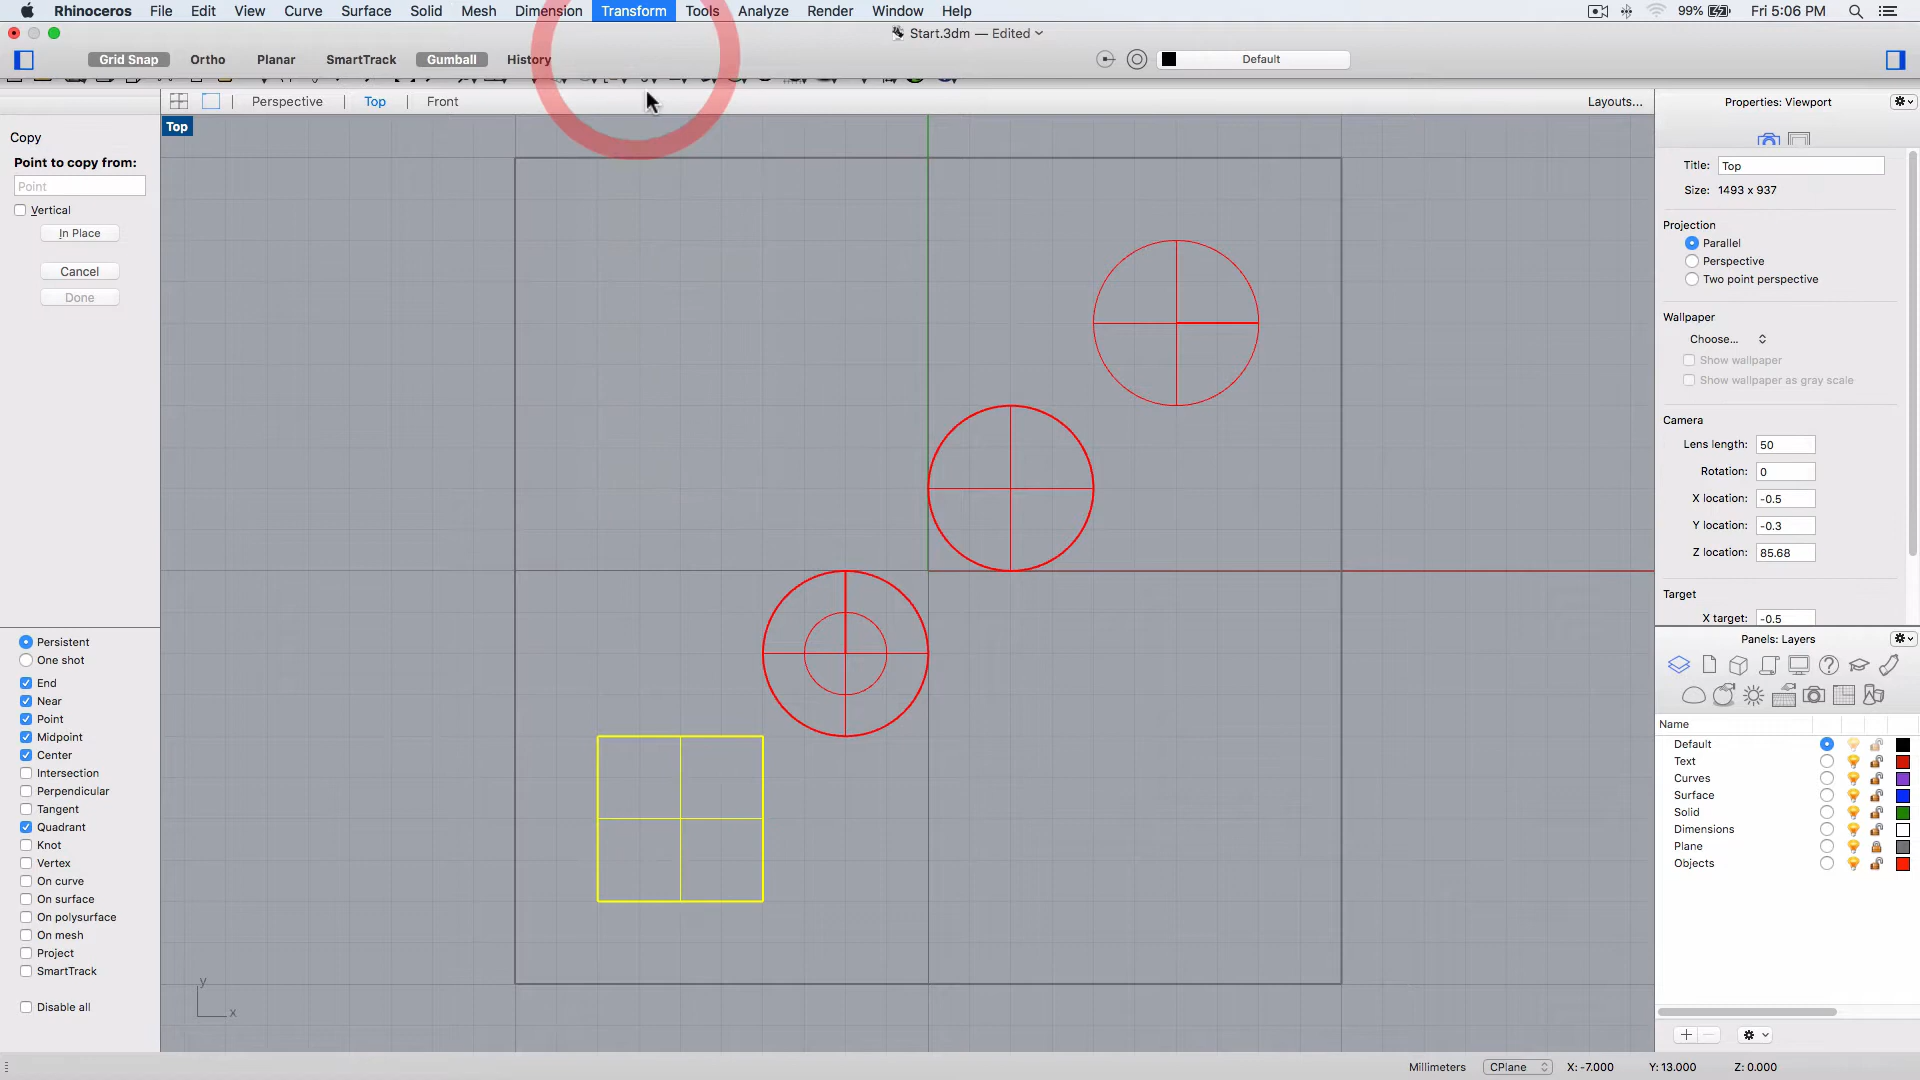 Rhinoceros File Edit View Curve Surface Solid Mesh Dimension Transform Tools Analyze Render Window Help 99% Fri 5:06 PM
Start.3dm — Edited
Grid Snap Ortho Planar SmartTrack Gumball History Default
Perspective | Top | Front Layouts... Properties: Viewport
Top
Copy
Point to copy from:
Point
Vertical
In Place
Cancel
Done
Persistent
One shot
End
Near
Point
Midpoint
Center
Intersection
Perpendicular
Tangent
Quadrant
Knot
Vertex
On curve
On surface
On polysurface
On mesh
Project
SmartTrack
Disable all
y
x
Title: Top
Size: 1493 x 937
Projection
Parallel
Perspective
Two point perspective
Wallpaper
Choose...
Show wallpaper
Show wallpaper as gray scale
Camera
Lens length: 50
Rotation: 0
X location: -0.5
Y location: -0.3
Z location: 85.68
Target
X target: -0.5
Panels: Layers
Name
Default
Text
Curves
Surface
Solid
Dimensions
Plane
Objects
Millimeters CPlane X: -7.000 Y: 13.000 Z: 0.000